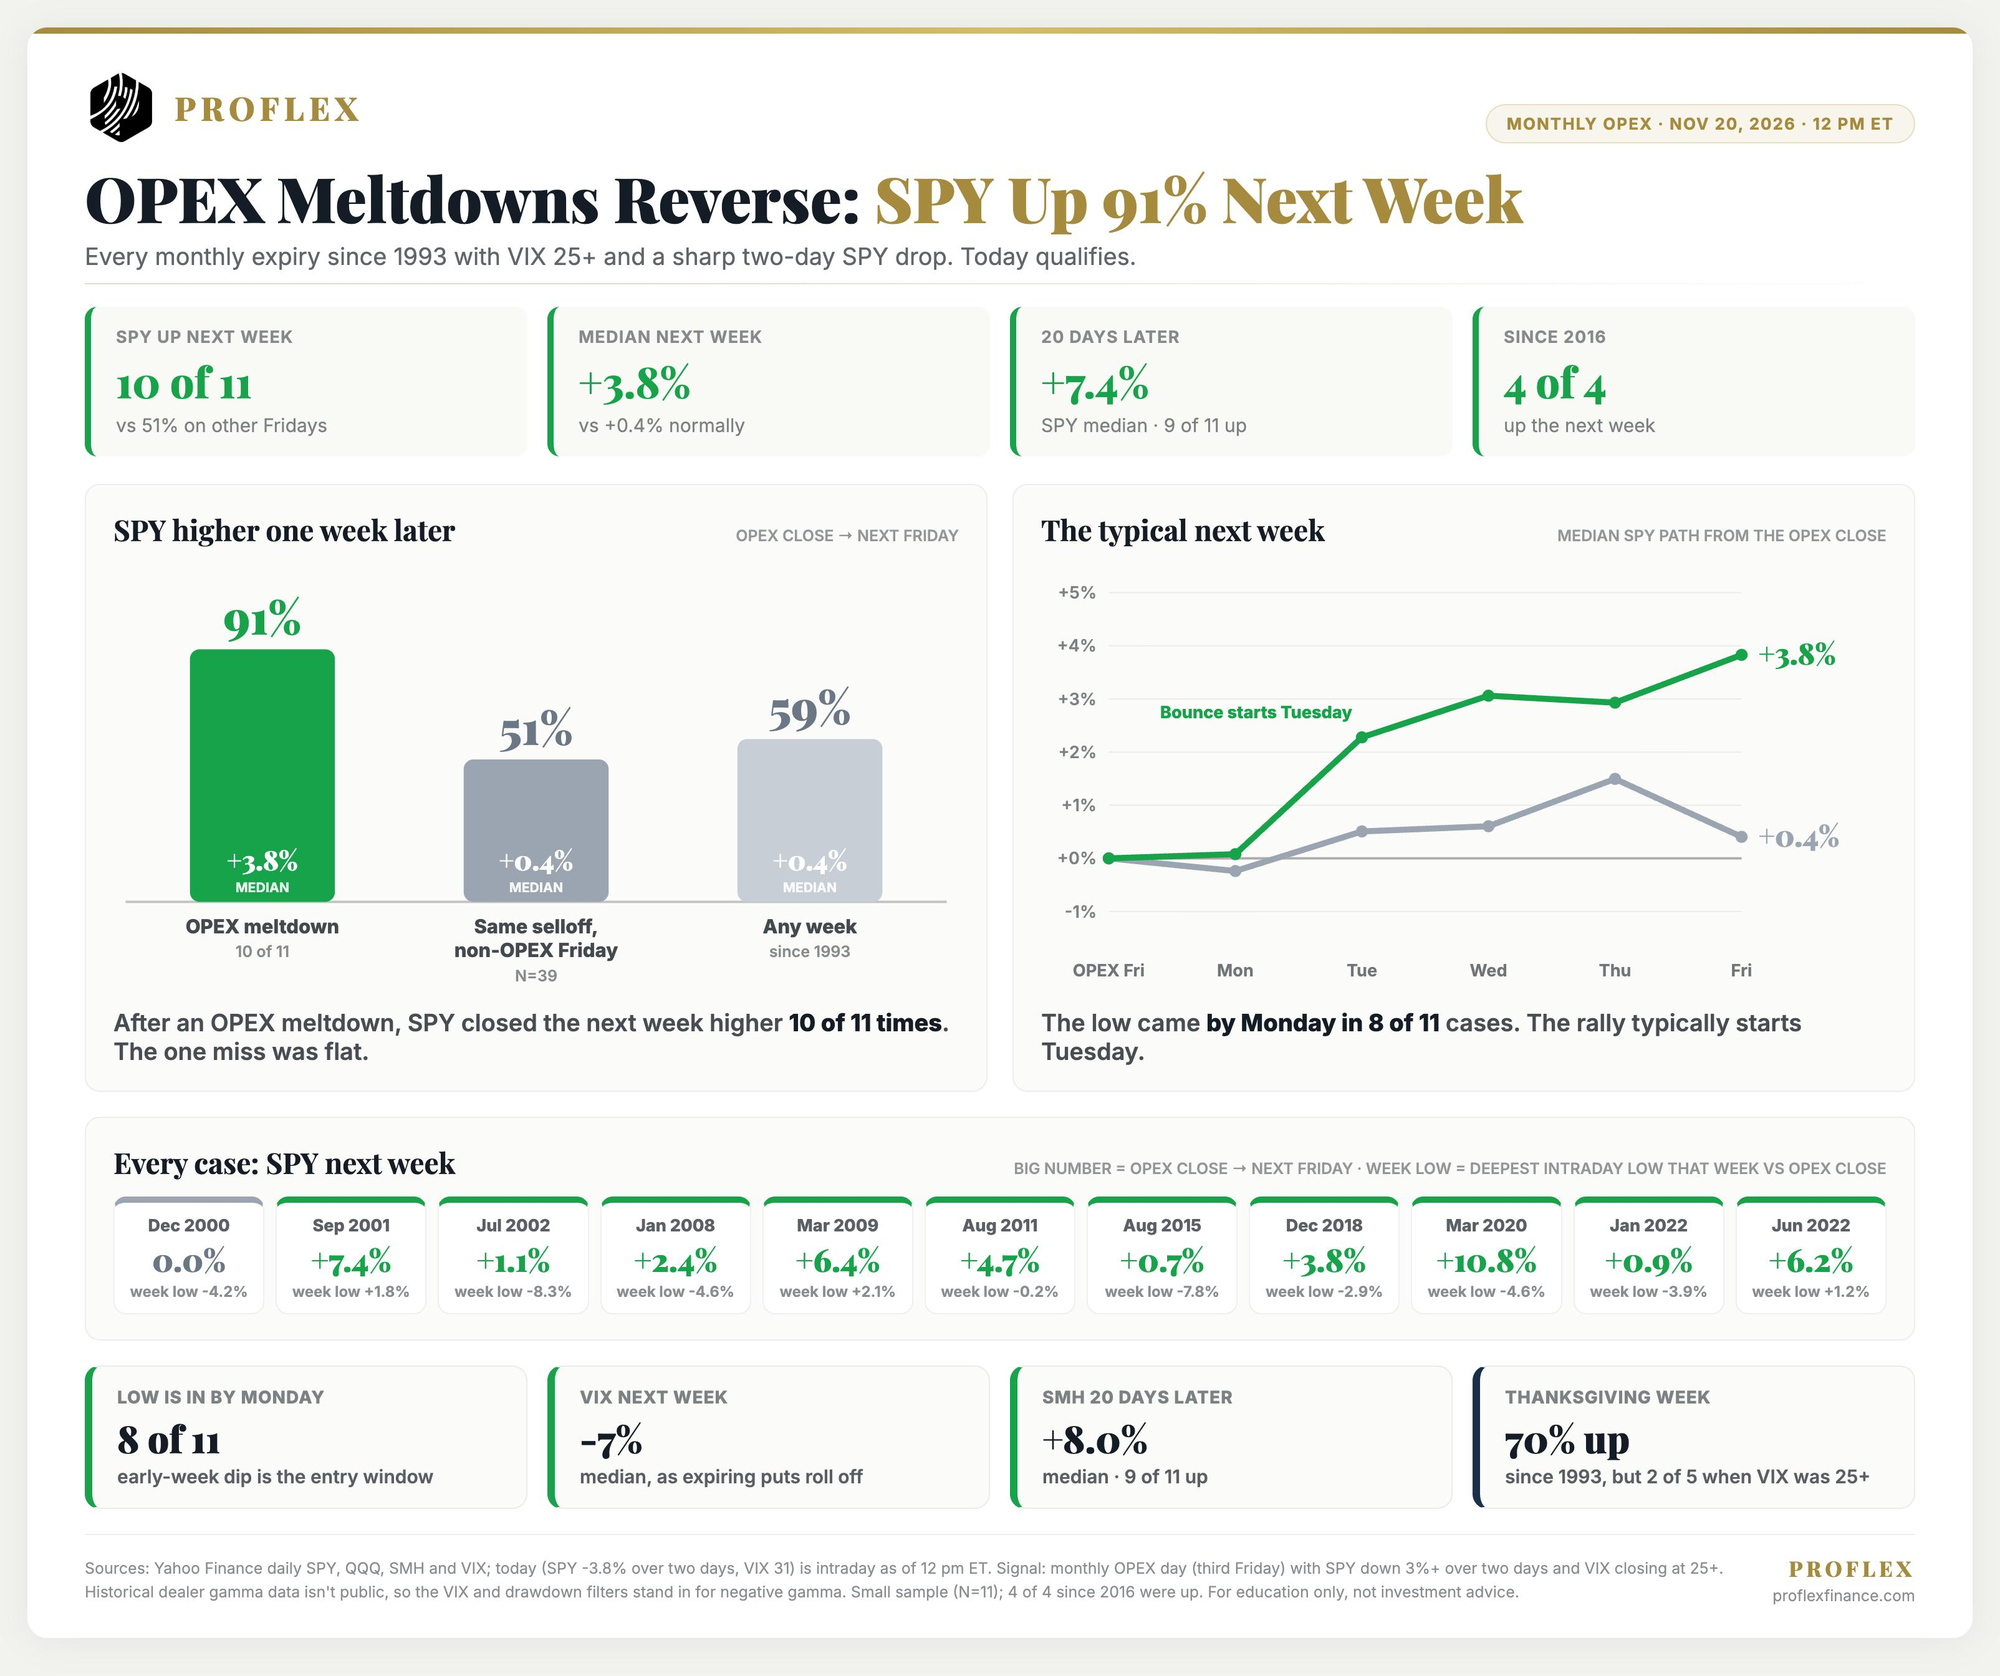 PROFLEX
MONTHLY OPEX · NOV 20, 2026 · 12 PM ET
OPEX Meltdowns Reverse: SPY Up 91% Next Week
Every monthly expiry since 1993 with VIX 25+ and a sharp two-day SPY drop. Today qualifies.
SPY UP NEXT WEEK
10 of 11
vs 51% on other Fridays
MEDIAN NEXT WEEK
+3.8%
vs +0.4% normally
20 DAYS LATER
+7.4%
SPY median · 9 of 11 up
SINCE 2016
4 of 4
up the next week
SPY higher one week later
OPEX CLOSE → NEXT FRIDAY
91%
51%
59%
+3.8%
MEDIAN
+0.4%
MEDIAN
+0.4%
MEDIAN
OPEX meltdown
10 of 11
Same selloff,
non-OPEX Friday
N=39
Any week
since 1993
After an OPEX meltdown, SPY closed the next week higher 10 of 11 times.
The one miss was flat.
The typical next week
MEDIAN SPY PATH FROM THE OPEX CLOSE
+5%
+4%
+3%
+2%
+1%
+0%
-1%
Bounce starts Tuesday
+3.8%
+0.4%
OPEX Fri
Mon
Tue
Wed
Thu
Fri
The low came by Monday in 8 of 11 cases. The rally typically starts
Tuesday.
Every case: SPY next week
BIG NUMBER = OPEX CLOSE → NEXT FRIDAY · WEEK LOW = DEEPEST INTRADAY LOW THAT WEEK VS OPEX CLOSE
Dec 2000
0.0%
week low -4.2%
Sep 2001
+7.4%
week low +1.8%
Jul 2002
+1.1%
week low -8.3%
Jan 2008
+2.4%
week low -4.6%
Mar 2009
+6.4%
week low +2.1%
Aug 2011
+4.7%
week low -0.2%
Aug 2015
+0.7%
week low -7.8%
Dec 2018
+3.8%
week low -2.9%
Mar 2020
+10.8%
week low -4.6%
Jan 2022
+0.9%
week low -3.9%
Jun 2022
+6.2%
week low +1.2%
LOW IS IN BY MONDAY
8 of 11
early-week dip is the entry window
VIX NEXT WEEK
-7%
median, as expiring puts roll off
SMH 20 DAYS LATER
+8.0%
median · 9 of 11 up
THANKSGIVING WEEK
70% up
since 1993, but 2 of 5 when VIX was 25+
Sources: Yahoo Finance daily SPY, QQQ, SMH and VIX; today (SPY -3.8% over two days, VIX 31) is intraday as of 12 pm ET. Signal: monthly OPEX day (third Friday) with SPY down 3%+ over two days and VIX closing at 25+.
Historical dealer gamma data isn't public, so the VIX and drawdown filters stand in for negative gamma. Small sample (N=11); 4 of 4 since 2016 were up. For education only, not investment advice.
PROFLEX
proflexfinance.com